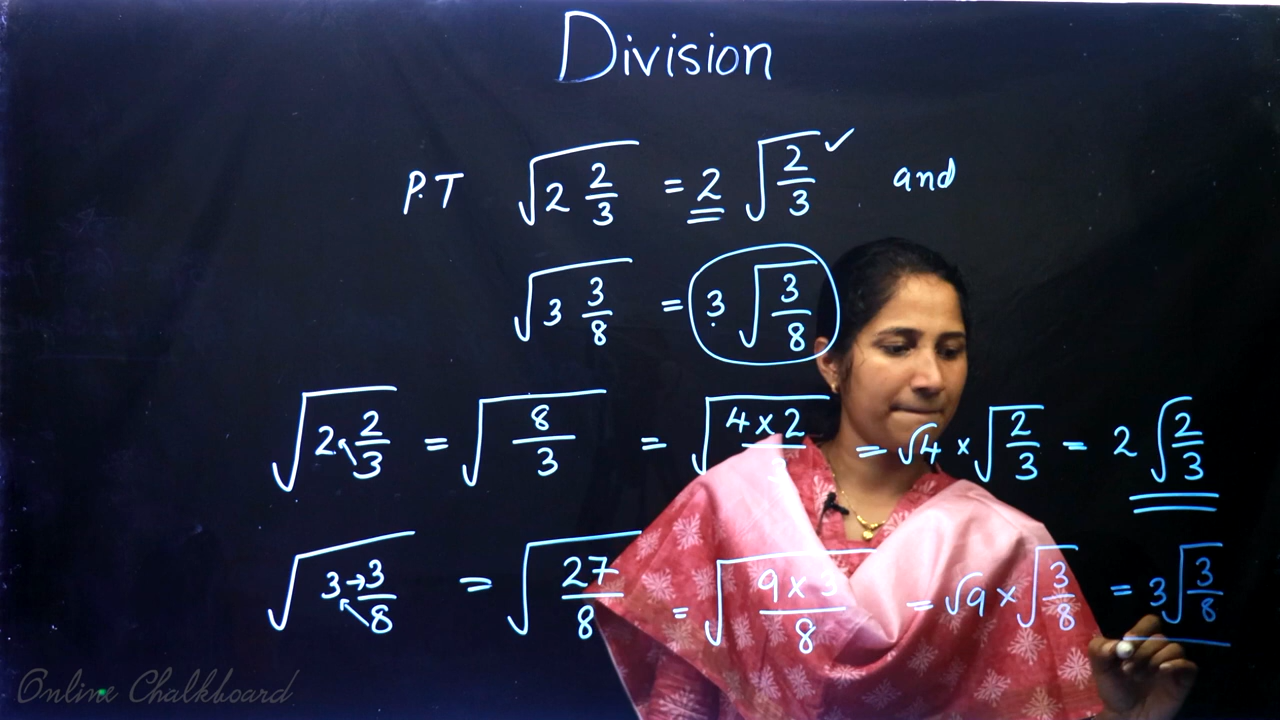 Division
P.T √(2 2/3) = 2 √(2/3) ✓ and
√(3 3/8) = 3 √(3/8)
√(2 2/3) = √(8/3) = √(4×2/3) = √4 × √(2/3) = 2 √(2/3)
√(3 3/8) = √(27/8) = √(9×3/8) = √9 × √(3/8) = 3 √(3/8)
Online Chalkboard